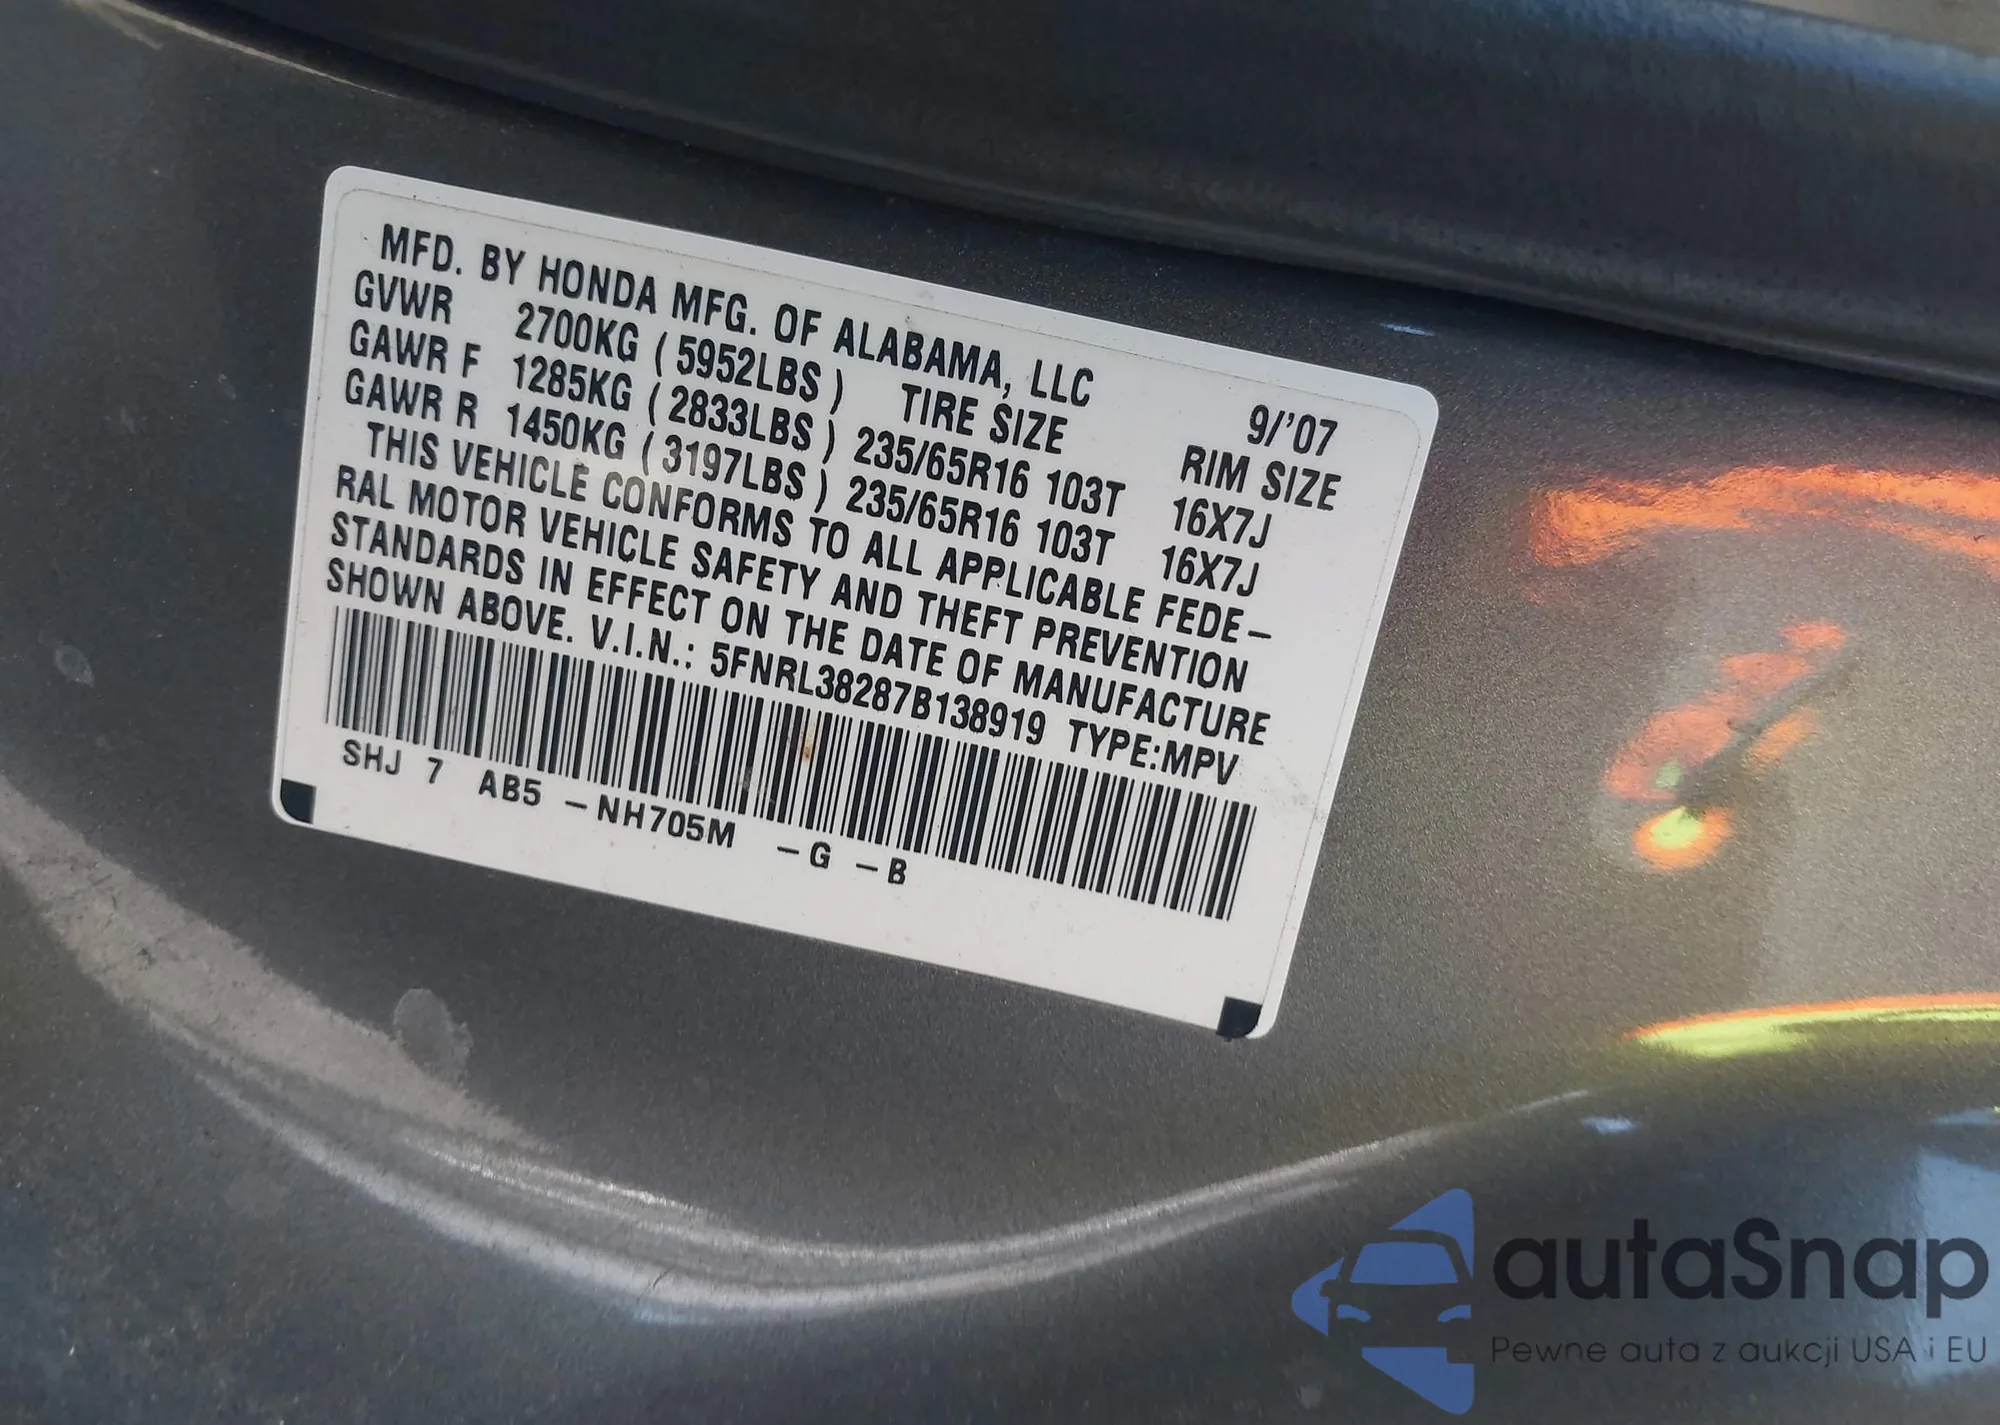 MFD. BY HONDA MFG. OF ALABAMA, LLC 9/'07
GVWR 2700KG ( 5952LBS ) TIRE SIZE RIM SIZE
GAWR F 1285KG ( 2833LBS ) 235/65R16 103T 16X7J
GAWR R 1450KG ( 3197LBS ) 235/65R16 103T 16X7J
THIS VEHICLE CONFORMS TO ALL APPLICABLE FEDE-
RAL MOTOR VEHICLE SAFETY AND THEFT PREVENTION
STANDARDS IN EFFECT ON THE DATE OF MANUFACTURE
SHOWN ABOVE. V.I.N.: 5FNRL38287B138919 TYPE:MPV
SHJ 7 AB5 -NH705M -G -B
autaSnap
Pewne auta z aukcji USA i EU